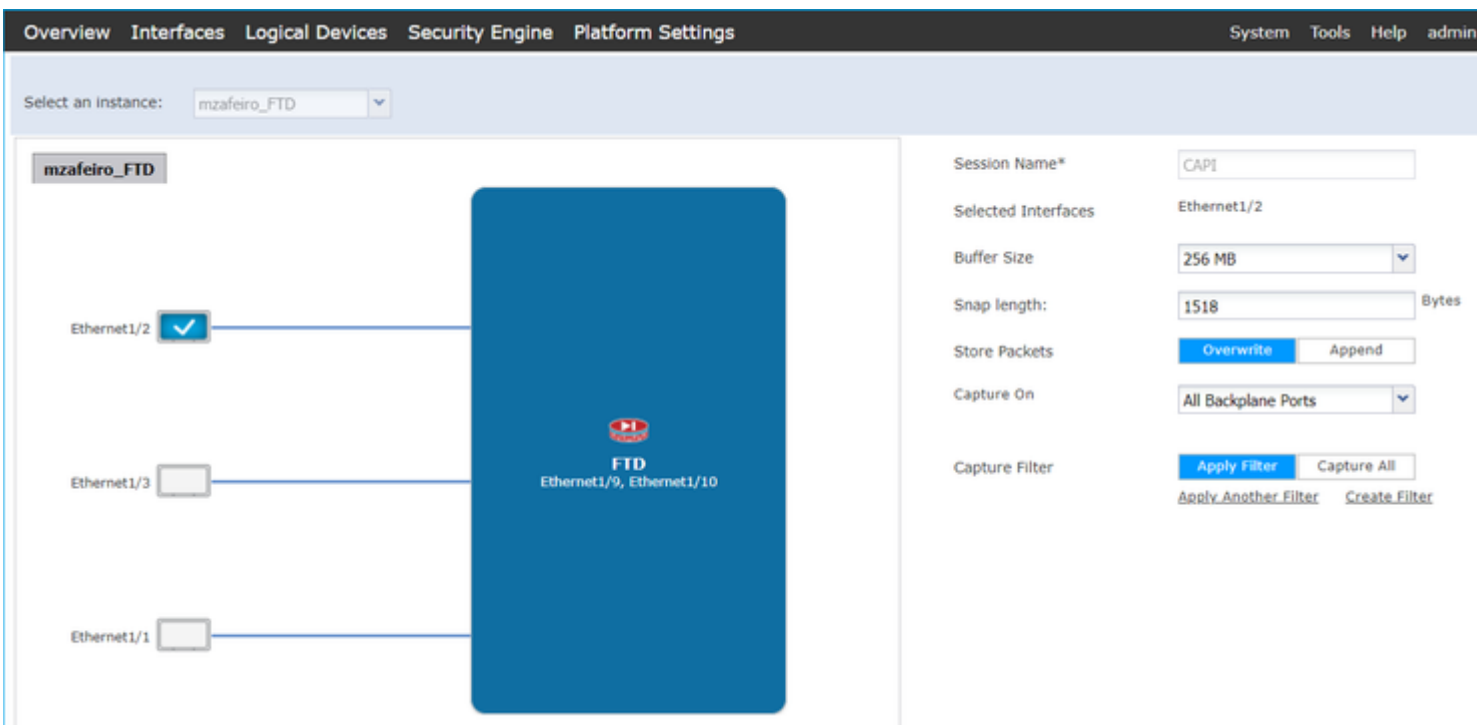 Overview Interfaces Logical Devices Security Engine Platform Settings System Tools Help admin
Select an instance: mzafeiro_FTD
mzafeiro_FTD
Ethernet1/2
Ethernet1/3
Ethernet1/1
FTD
Ethernet1/9, Ethernet1/10
Session Name* CAPI
Selected Interfaces Ethernet1/2
Buffer Size 256 MB
Snap length: 1518 Bytes
Store Packets Overwrite Append
Capture On All Backplane Ports
Capture Filter Apply Filter Capture All
Apply Another Filter Create Filter